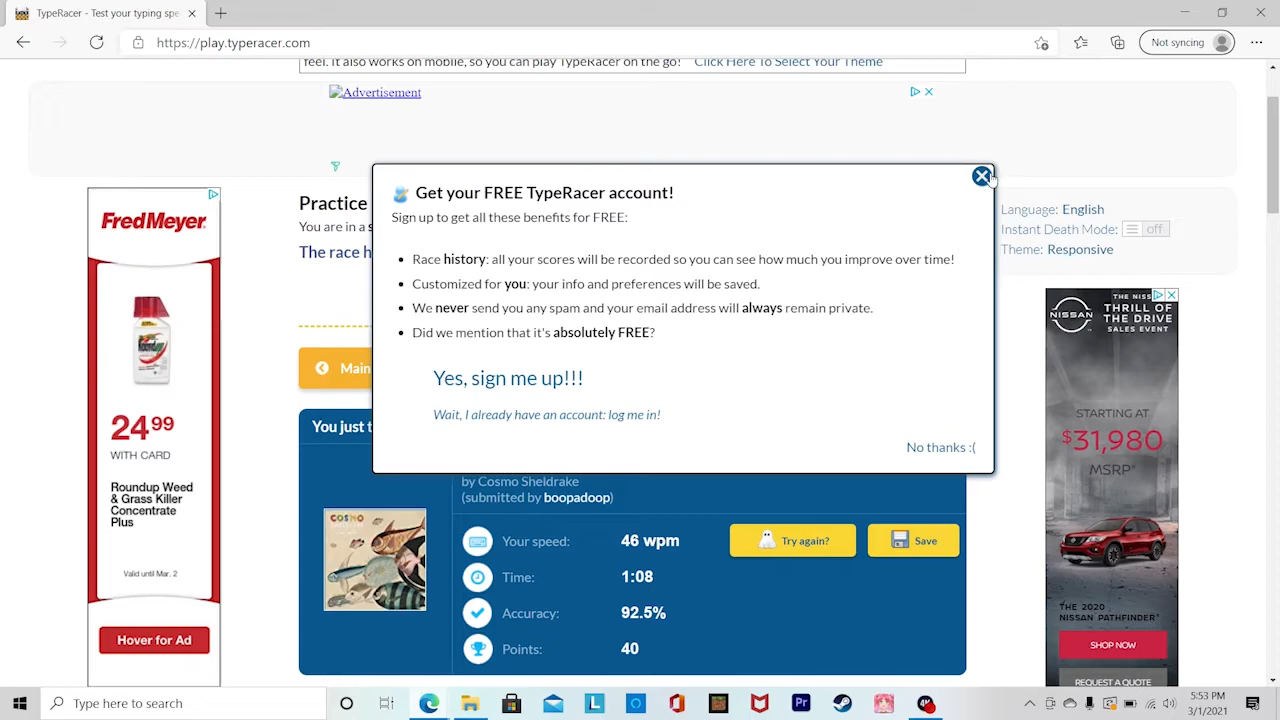 TypeRacer - Test your typing spe
https://play.typeracer.com
Not syncing
feel. It also works on mobile, so you can play TypeRacer on the go! Click Here To Select Your Theme
Advertisement
Get your FREE TypeRacer account!
Sign up to get all these benefits for FREE:
Race history: all your scores will be recorded so you can see how much you improve over time!
Customized for you: your info and preferences will be saved.
We never send you any spam and your email address will always remain private.
Did we mention that it's absolutely FREE?
Yes, sign me up!!!
Wait, I already have an account: log me in!
No thanks :(
Practice
You are in a s
The race h
Language: English
Instant Death Mode: off
Theme: Responsive
Main
You just t
by Cosmo Sheldrake
(submitted by boopadoop)
COSMO
Your speed: 46 wpm
Try again?
Save
Time: 1:08
Accuracy: 92.5%
Points: 40
Fred Meyer
Roundup
24.99
WITH CARD
Roundup Weed
& Grass Killer
Concentrate
Plus
Valid until Mar. 2
Hover for Ad
THE NISS
NISSAN
THRILL OF
THE DRIVE
SALES EVENT
STARTING AT
$31,980
MSRP*
THE 2020
NISSAN PATHFINDER*
SHOP NOW
REQUEST A QUOTE
Type here to search
5:53 PM
3/1/2021